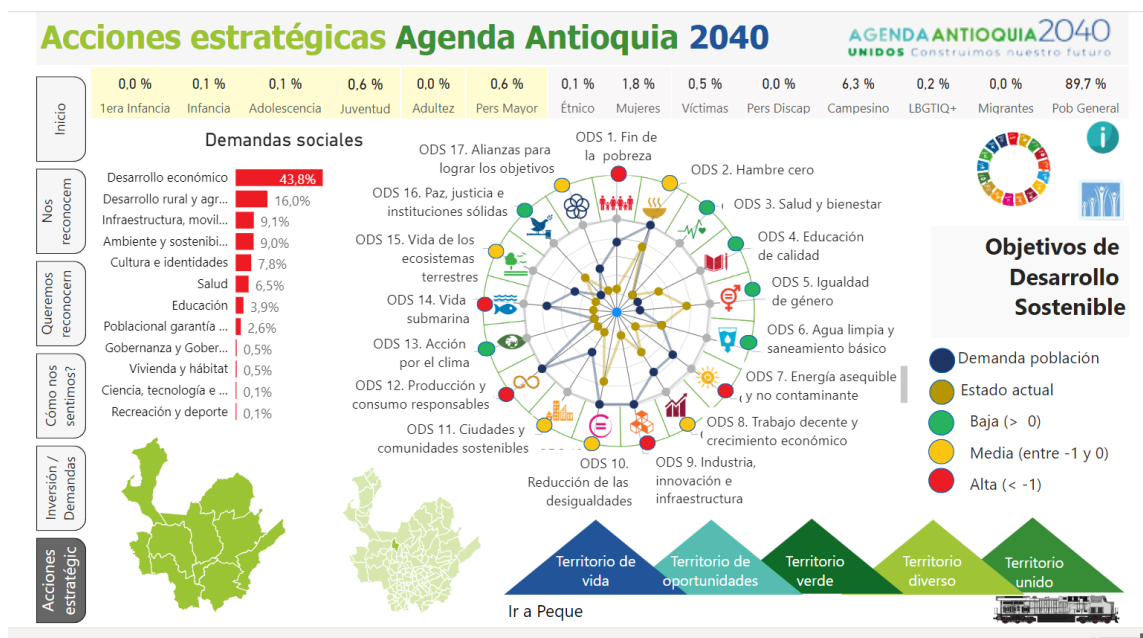 Acciones estratégicas Agenda Antioquia 2040
AGENDA ANTIOQUIA 2040
UNIDOS Construimos nuestro futuro
0,0 %
1era Infancia
0,1 %
Infancia
0,1 %
Adolescencia
0,6 %
Juventud
0,0 %
Adultez
0,6 %
Pers Mayor
0,1 %
Étnico
1,8 %
Mujeres
0,5 %
Víctimas
0,0 %
Pers Discap
6,3 %
Campesino
0,2 %
LBGTIQ+
0,0 %
Migrantes
89,7 %
Pob General
Inicio
Nos
reconocem
Queremos
reconocern
Cómo nos
sentimos?
Inversión /
Demandas
Acciones
estratégic
Demandas sociales
Desarrollo económico 43,8%
Desarrollo rural y agr... 16,0%
Infraestructura, movil... 9,1%
Ambiente y sostenibi... 9,0%
Cultura e identidades 7,8%
Salud 6,5%
Educación 3,9%
Poblacional garantía ... 2,6%
Gobernanza y Gober... 0,5%
Vivienda y hábitat 0,5%
Ciencia, tecnología e ... 0,1%
Recreación y deporte 0,1%
ODS 1. Fin de
la pobreza
ODS 2. Hambre cero
ODS 3. Salud y bienestar
ODS 4. Educación
de calidad
ODS 5. Igualdad
de género
ODS 6. Agua limpia y
saneamiento básico
ODS 7. Energía asequible
y no contaminante
ODS 8. Trabajo decente y
crecimiento económico
ODS 9. Industria,
innovación e
infraestructura
ODS 10.
Reducción de las
desigualdades
ODS 11. Ciudades y
comunidades sostenibles
ODS 12. Producción y
consumo responsables
ODS 13. Acción
por el clima
ODS 14. Vida
submarina
ODS 15. Vida de los
ecosistemas
terrestres
ODS 16. Paz, justicia e
instituciones sólidas
ODS 17. Alianzas para
lograr los objetivos
i
Objetivos de
Desarrollo
Sostenible
Demanda población
Estado actual
Baja (> 0)
Media (entre -1 y 0)
Alta (< -1)
Territorio de
vida
Territorio de
oportunidades
Territorio
verde
Territorio
diverso
Territorio
unido
Ir a Peque